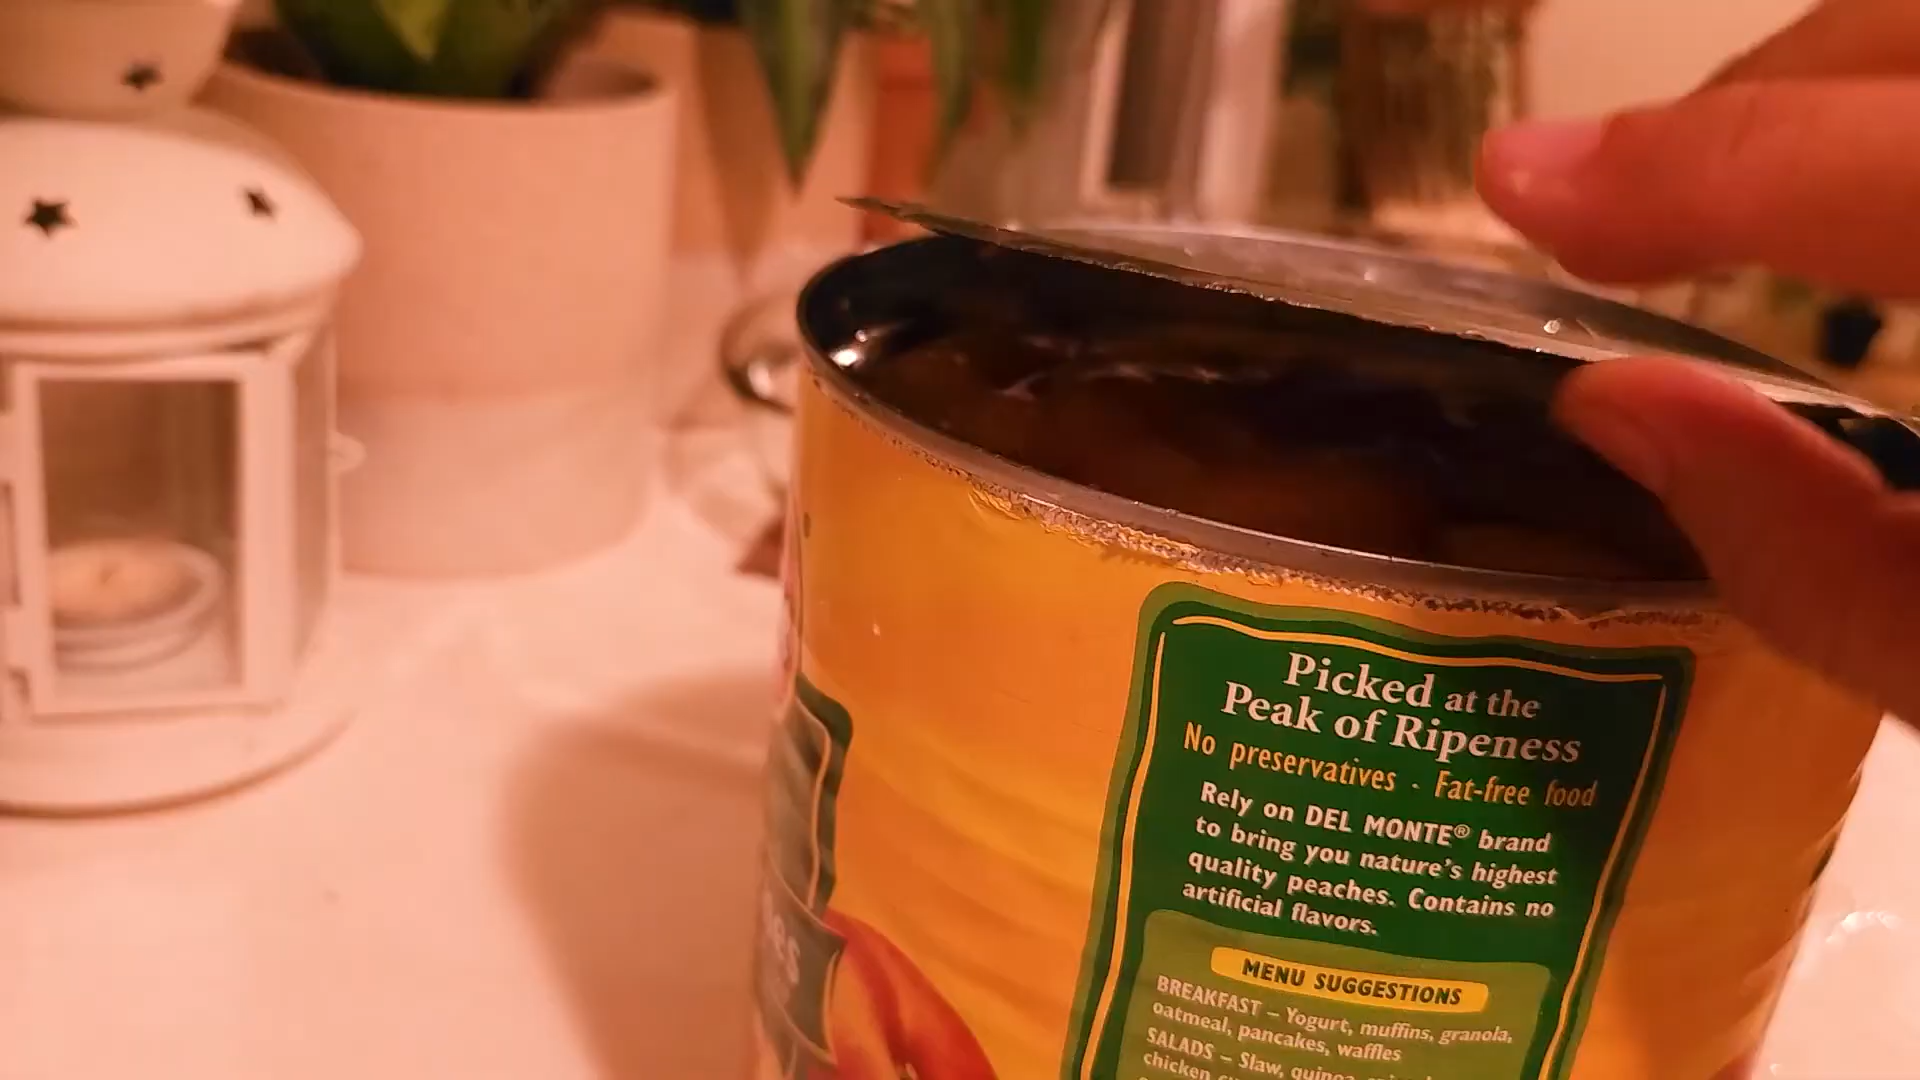 Picked at the
Peak of Ripeness
No preservatives - Fat-free food
Rely on DEL MONTE® brand
to bring you nature's highest
quality peaches. Contains no
artificial flavors.
MENU SUGGESTIONS
BREAKFAST – Yogurt, muffins, granola,
oatmeal, pancakes, waffles
SALADS – Slaw, quinoa,
chicken